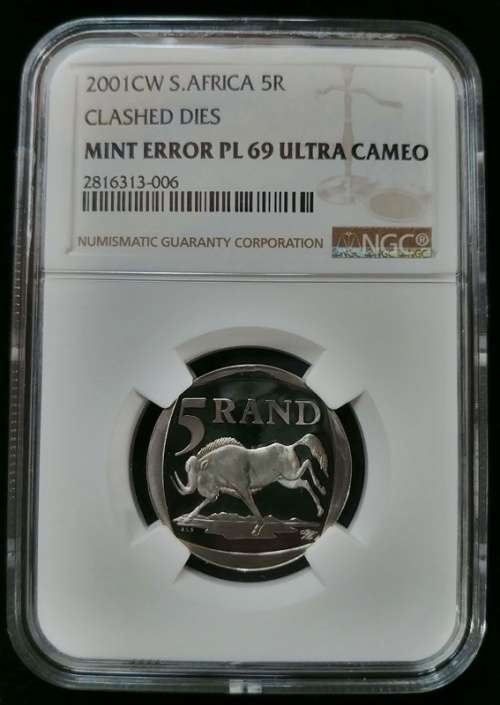 2001CW S.AFRICA 5R
CLASHED DIES
MINT ERROR PL 69 ULTRA CAMEO
2816313-006
NUMISMATIC GUARANTY CORPORATION NGC®
5 RAND